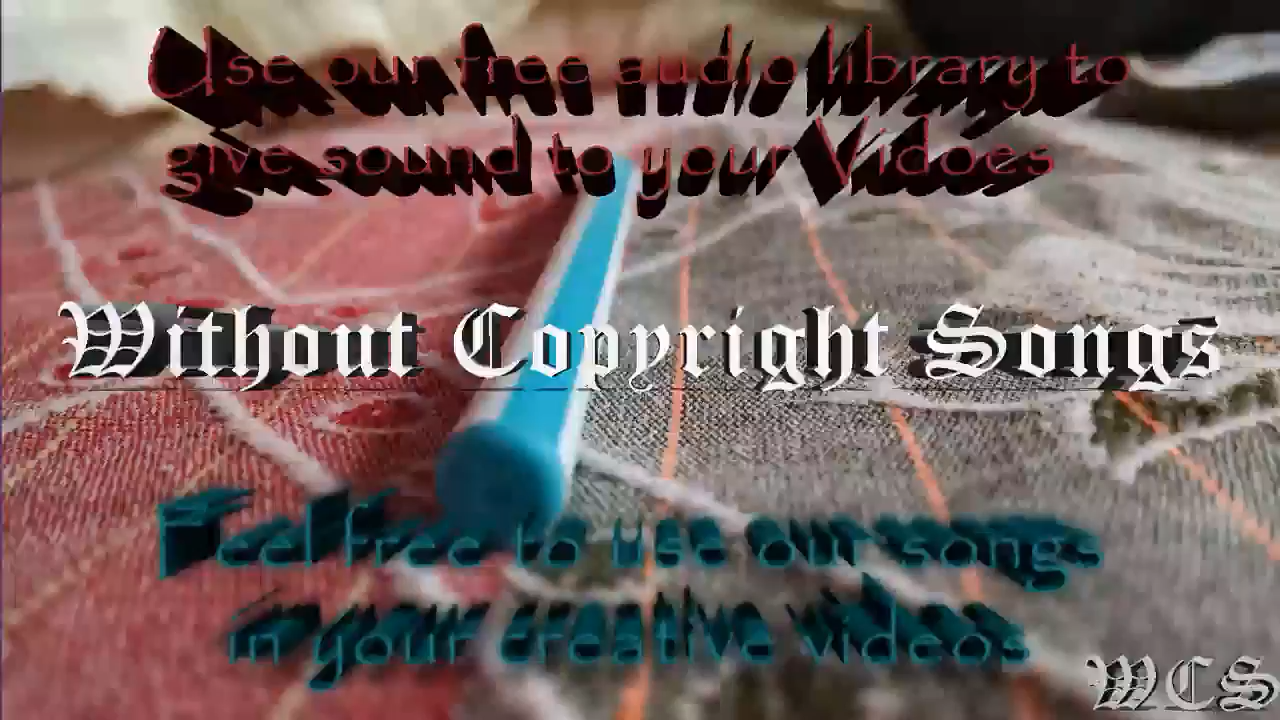 Use our free audio library to
give sound to your Vidoes
Without Copyright Songs
Feel free to use our songs
in your creative videos
WCS